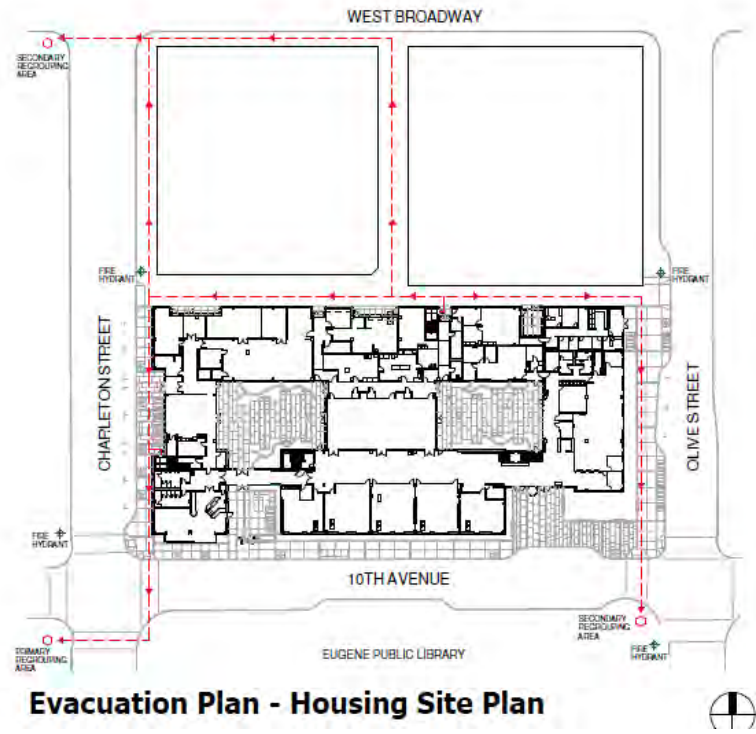 WEST BROADWAY
SECONDARY
REGROUPING
AREA
FIRE
HYDRANT
FIRE
HYDRANT
CHARLETON STREET
OLIVE STREET
FIRE
HYDRANT
10TH AVENUE
SECONDARY
REGROUPING
AREA
PRIMARY
REGROUPING
AREA
EUGENE PUBLIC LIBRARY
FIRE
HYDRANT
Evacuation Plan - Housing Site Plan